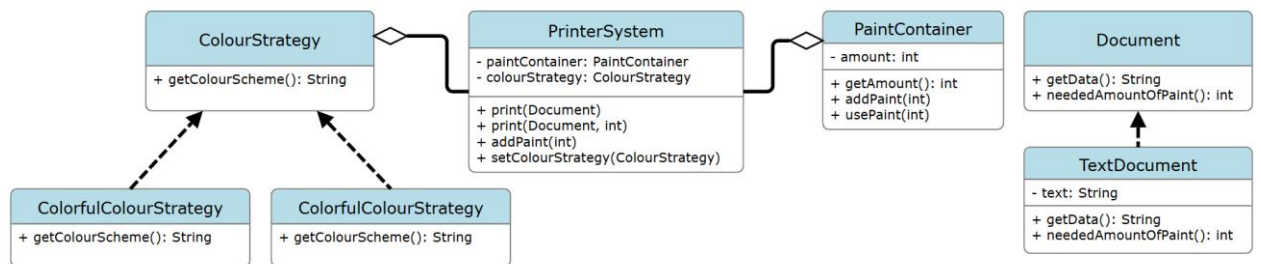 ColourStrategy
+ getColourScheme(): String
PrinterSystem
- paintContainer: PaintContainer
- colourStrategy: ColourStrategy
+ print(Document)
+ print(Document, int)
+ addPaint(int)
+ setColourStrategy(ColourStrategy)
PaintContainer
- amount: int
+ getAmount(): int
+ addPaint(int)
+ usePaint(int)
Document
+ getData(): String
+ neededAmountOfPaint(): int
ColorfulColourStrategy
+ getColourScheme(): String
ColorfulColourStrategy
+ getColourScheme(): String
TextDocument
- text: String
+ getData(): String
+ neededAmountOfPaint(): int